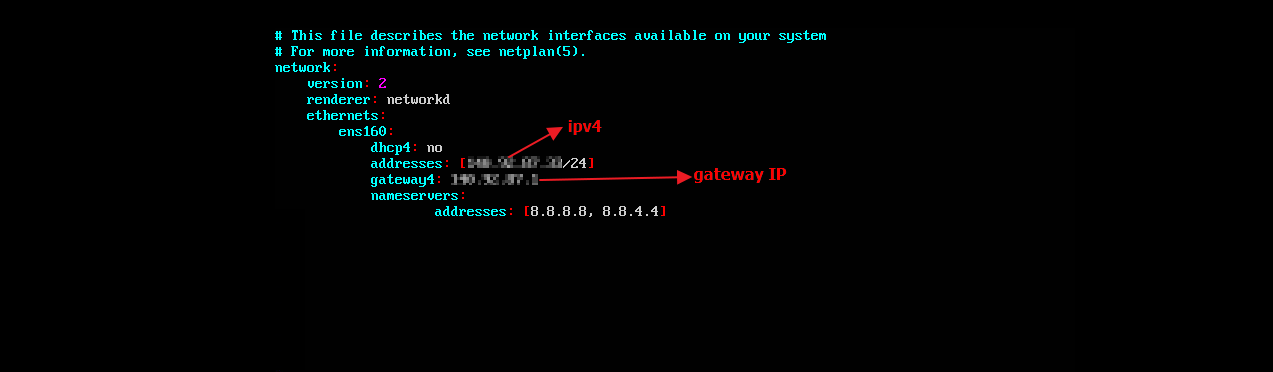 # This file describes the network interfaces available on your system
# For more information, see netplan(5).
network:
version: 2
renderer: networkd
ethernets:
ens160:
ipv4
dhcp4: no
addresses: [/24]
gateway4:
gateway IP
nameservers:
addresses: [8.8.8.8, 8.8.4.4]